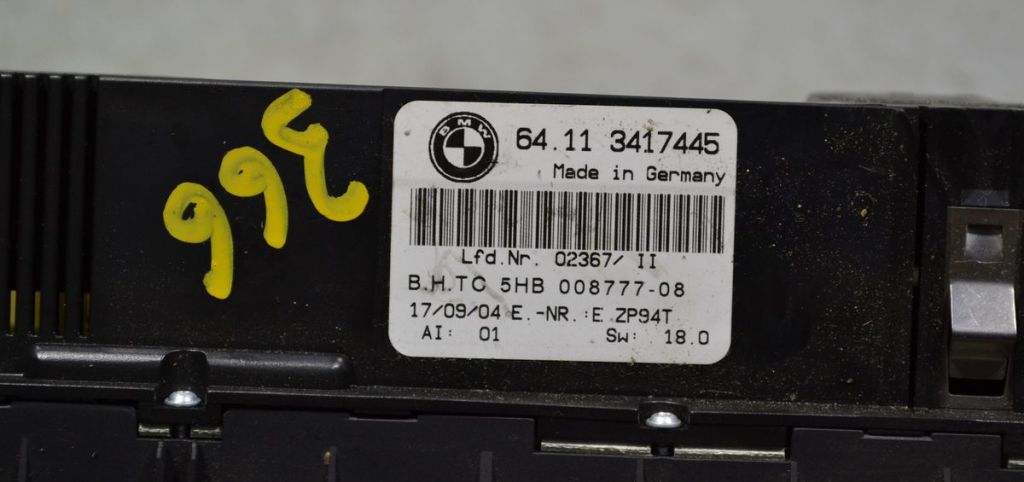 366
BMW
64.11 3417445
Made in Germany
Lfd.Nr. 02367/ II
B.H.TC 5HB 008777-08
17/09/04 E.-NR.:E ZP94T
AI: 01 Sw: 18.0